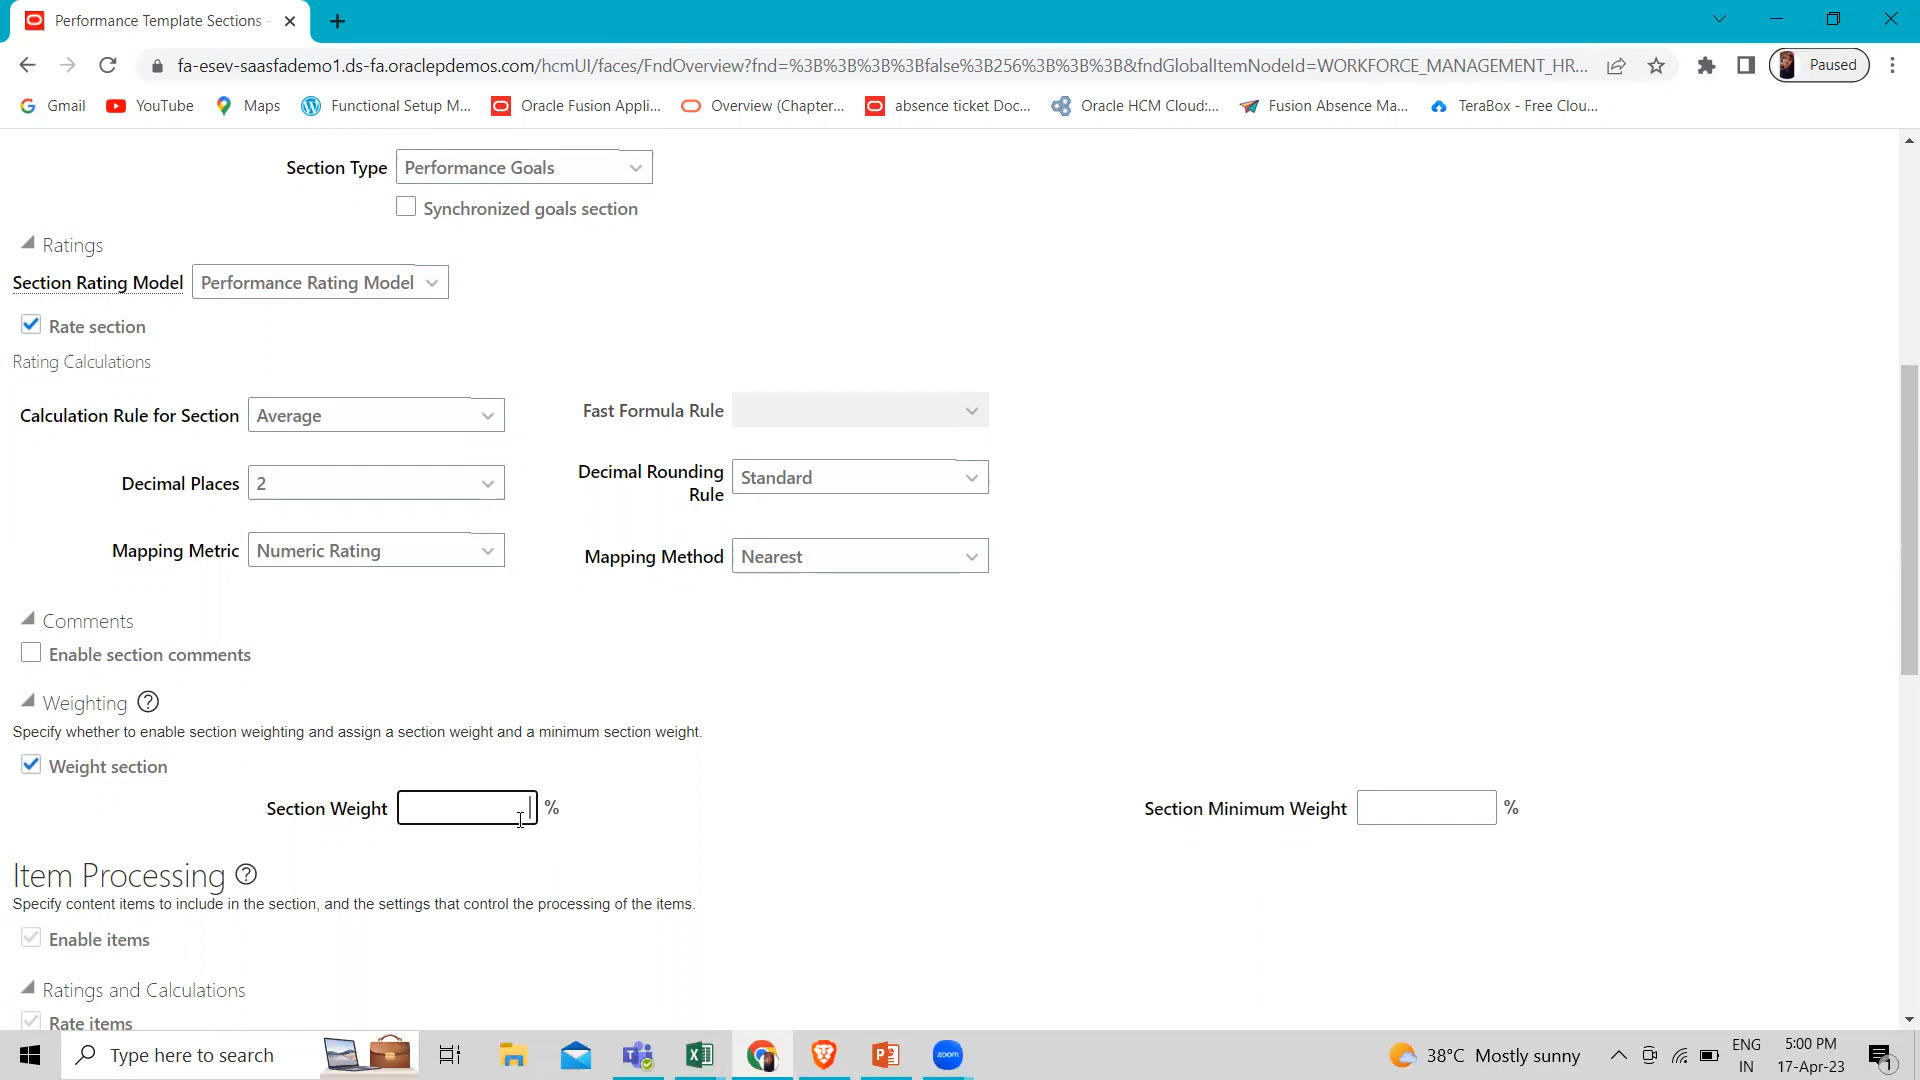 Performance Template Sections -
fa-esev-saasfademo1.ds-fa.oraclepdemos.com/hcmUI/faces/FndOverview?fnd=%3B%3B%3B%3Bfalse%3B256%3B%3B%3B&fndGlobalItemNodeId=WORKFORCE_MANAGEMENT_HR...
Paused
Gmail YouTube Maps Functional Setup M... Oracle Fusion Appli... Overview (Chapter... absence ticket Doc... Oracle HCM Cloud:... Fusion Absence Ma... TeraBox - Free Clou...
Section Type Performance Goals
Synchronized goals section
Ratings
Section Rating Model Performance Rating Model
Rate section
Rating Calculations
Calculation Rule for Section Average Fast Formula Rule
Decimal Places 2 Decimal Rounding Rule Standard
Mapping Metric Numeric Rating Mapping Method Nearest
Comments
Enable section comments
Weighting ?
Specify whether to enable section weighting and assign a section weight and a minimum section weight.
Weight section
Section Weight % Section Minimum Weight %
Item Processing ?
Specify content items to include in the section, and the settings that control the processing of the items.
Enable items
Ratings and Calculations
Rate items
Type here to search zoom 38°C Mostly sunny ENG IN 5:00 PM 17-Apr-23 1